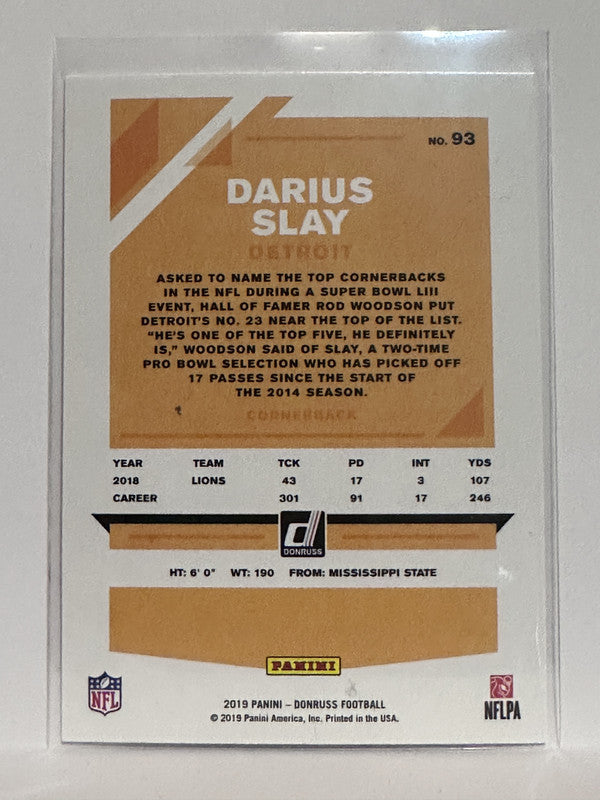 NO. 93
DARIUS
SLAY
DETROIT
ASKED TO NAME THE TOP CORNERBACKS
IN THE NFL DURING A SUPER BOWL LIII
EVENT, HALL OF FAMER ROD WOODSON PUT
DETROIT'S NO. 23 NEAR THE TOP OF THE LIST.
“HE'S ONE OF THE TOP FIVE, HE DEFINITELY
IS,” WOODSON SAID OF SLAY, A TWO-TIME
PRO BOWL SELECTION WHO HAS PICKED OFF
17 PASSES SINCE THE START OF
THE 2014 SEASON.
CORNERBACK
YEAR TEAM TCK PD INT YDS
2018 LIONS 43 17 3 107
CAREER 301 91 17 246
d
DONRUSS
HT: 6' 0" WT: 190 FROM: MISSISSIPPI STATE
PANINI
NFL
2019 PANINI – DONRUSS FOOTBALL
© 2019 Panini America, Inc. Printed in the USA.
NFLPA